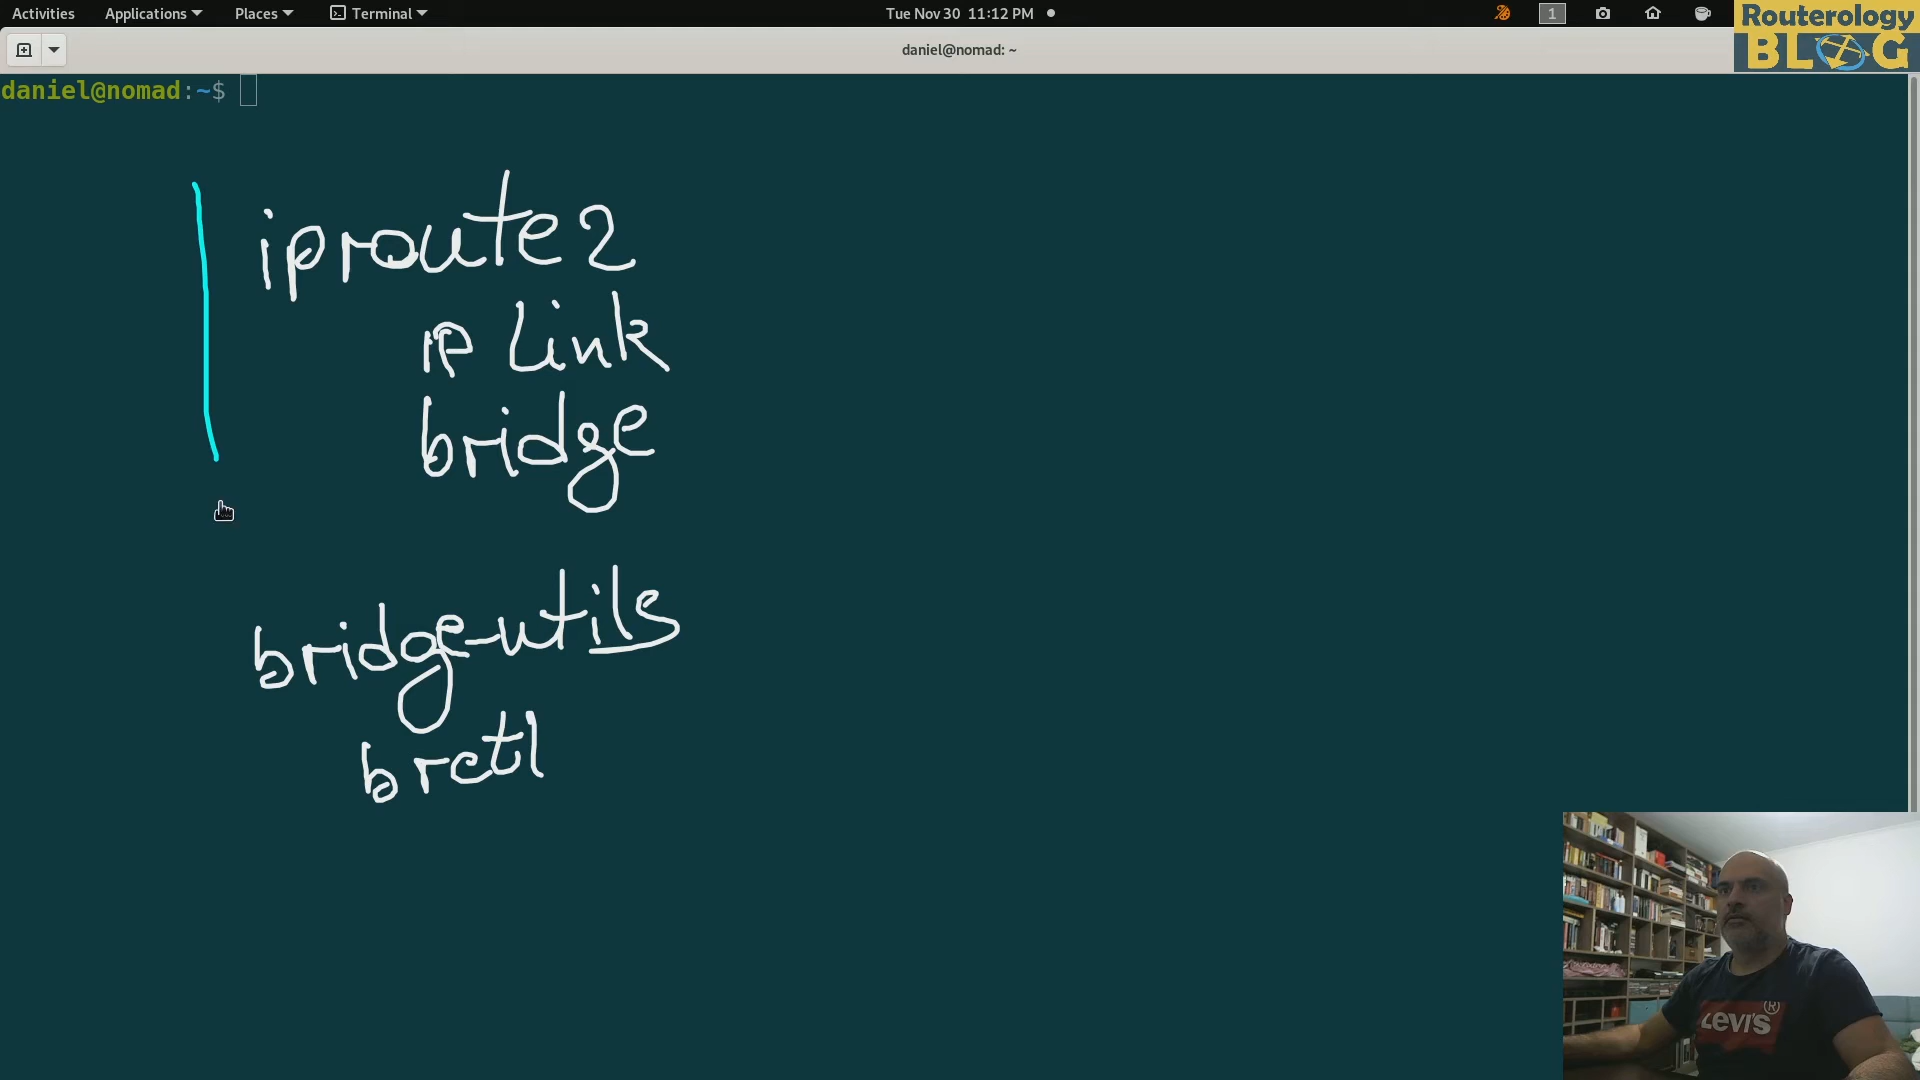 Activities Applications Places Terminal Tue Nov 30 11:12 PM 1
Routerology
BLOG
daniel@nomad: ~
daniel@nomad:~$
iproute2
ip link
bridge
bridge-utils
brctl
Levi's ®